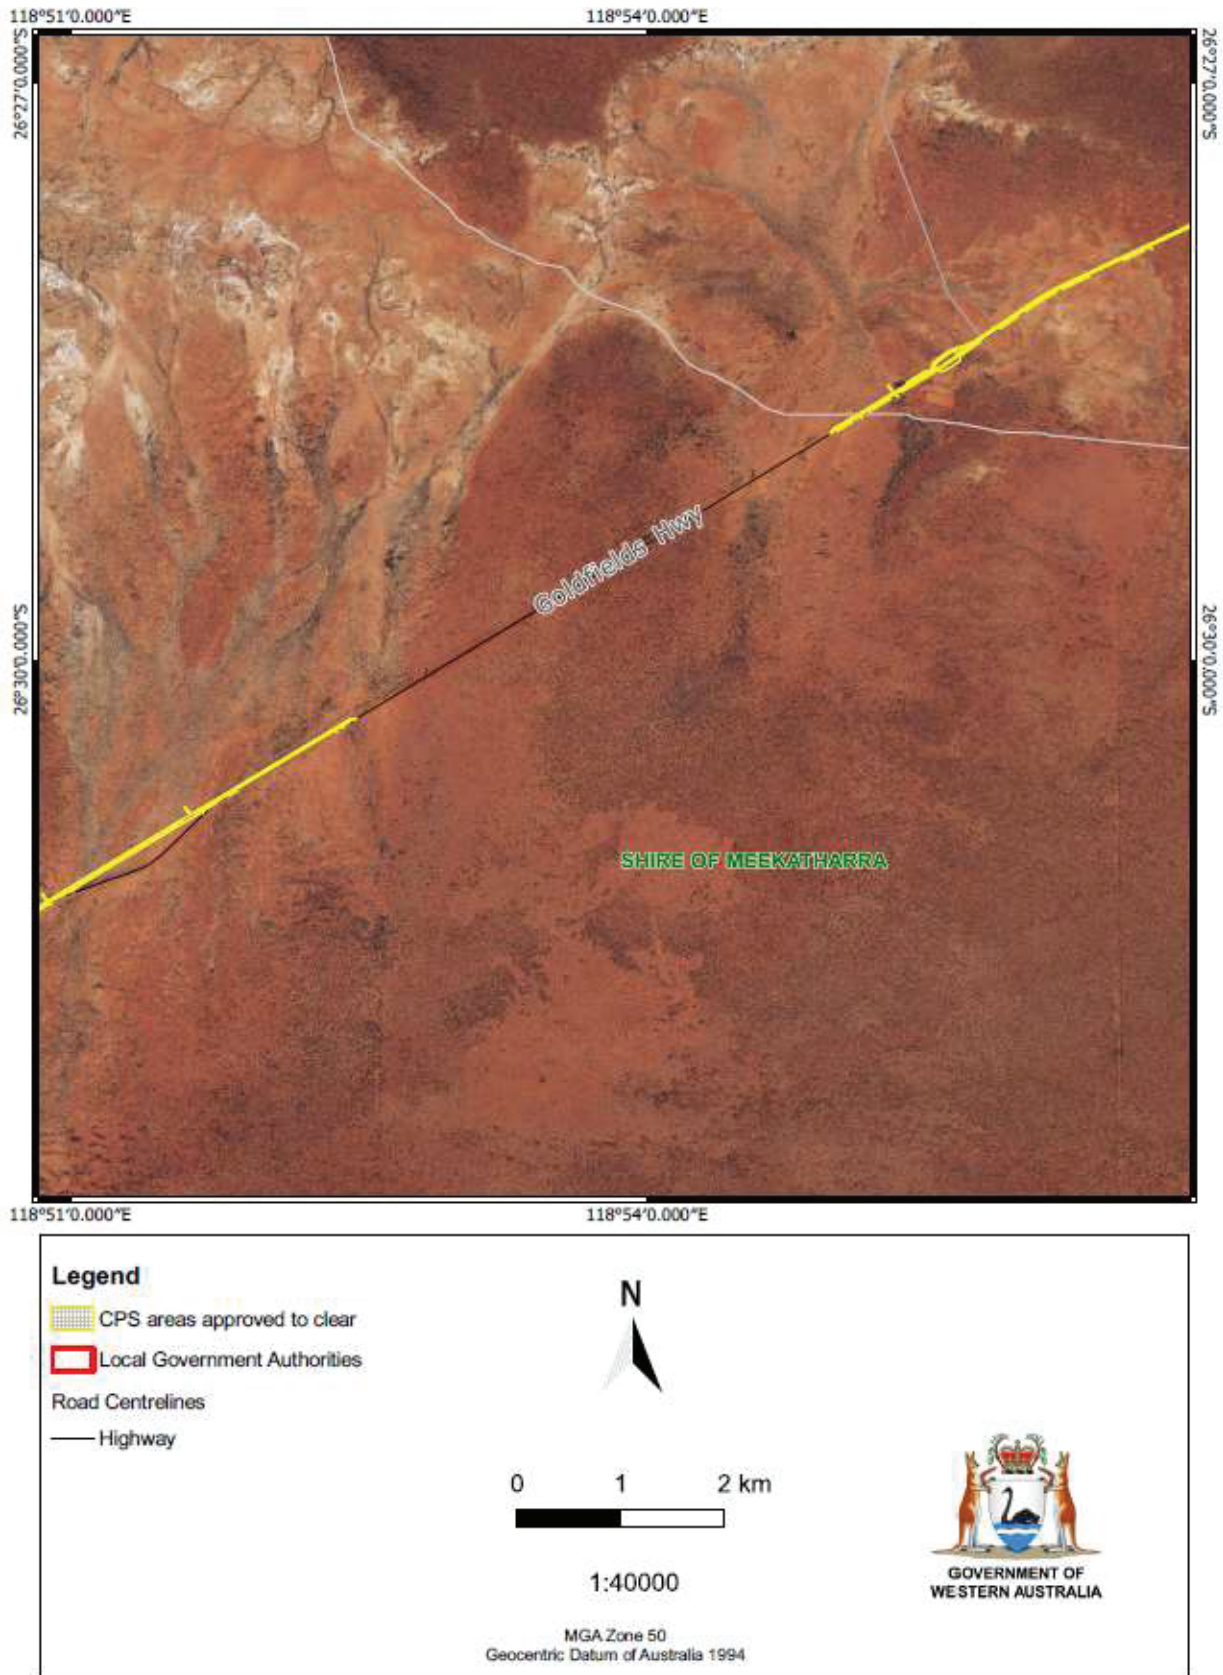 118°51'0.000"E
118°54'0.000"E
26°27'0.000"S
26°27'0.000"S
Goldfields Hwy
26°30'0.000"S
26°30'0.000"S
SHIRE OF MEEKATHARRA
118°51'0.000"E
118°54'0.000"E
Legend
CPS areas approved to clear
Local Government Authorities
Road Centrelines
Highway
N
0 1 2 km
1:40000
MGA Zone 50
Geocentric Datum of Australia 1994
GOVERNMENT OF
WESTERN AUSTRALIA